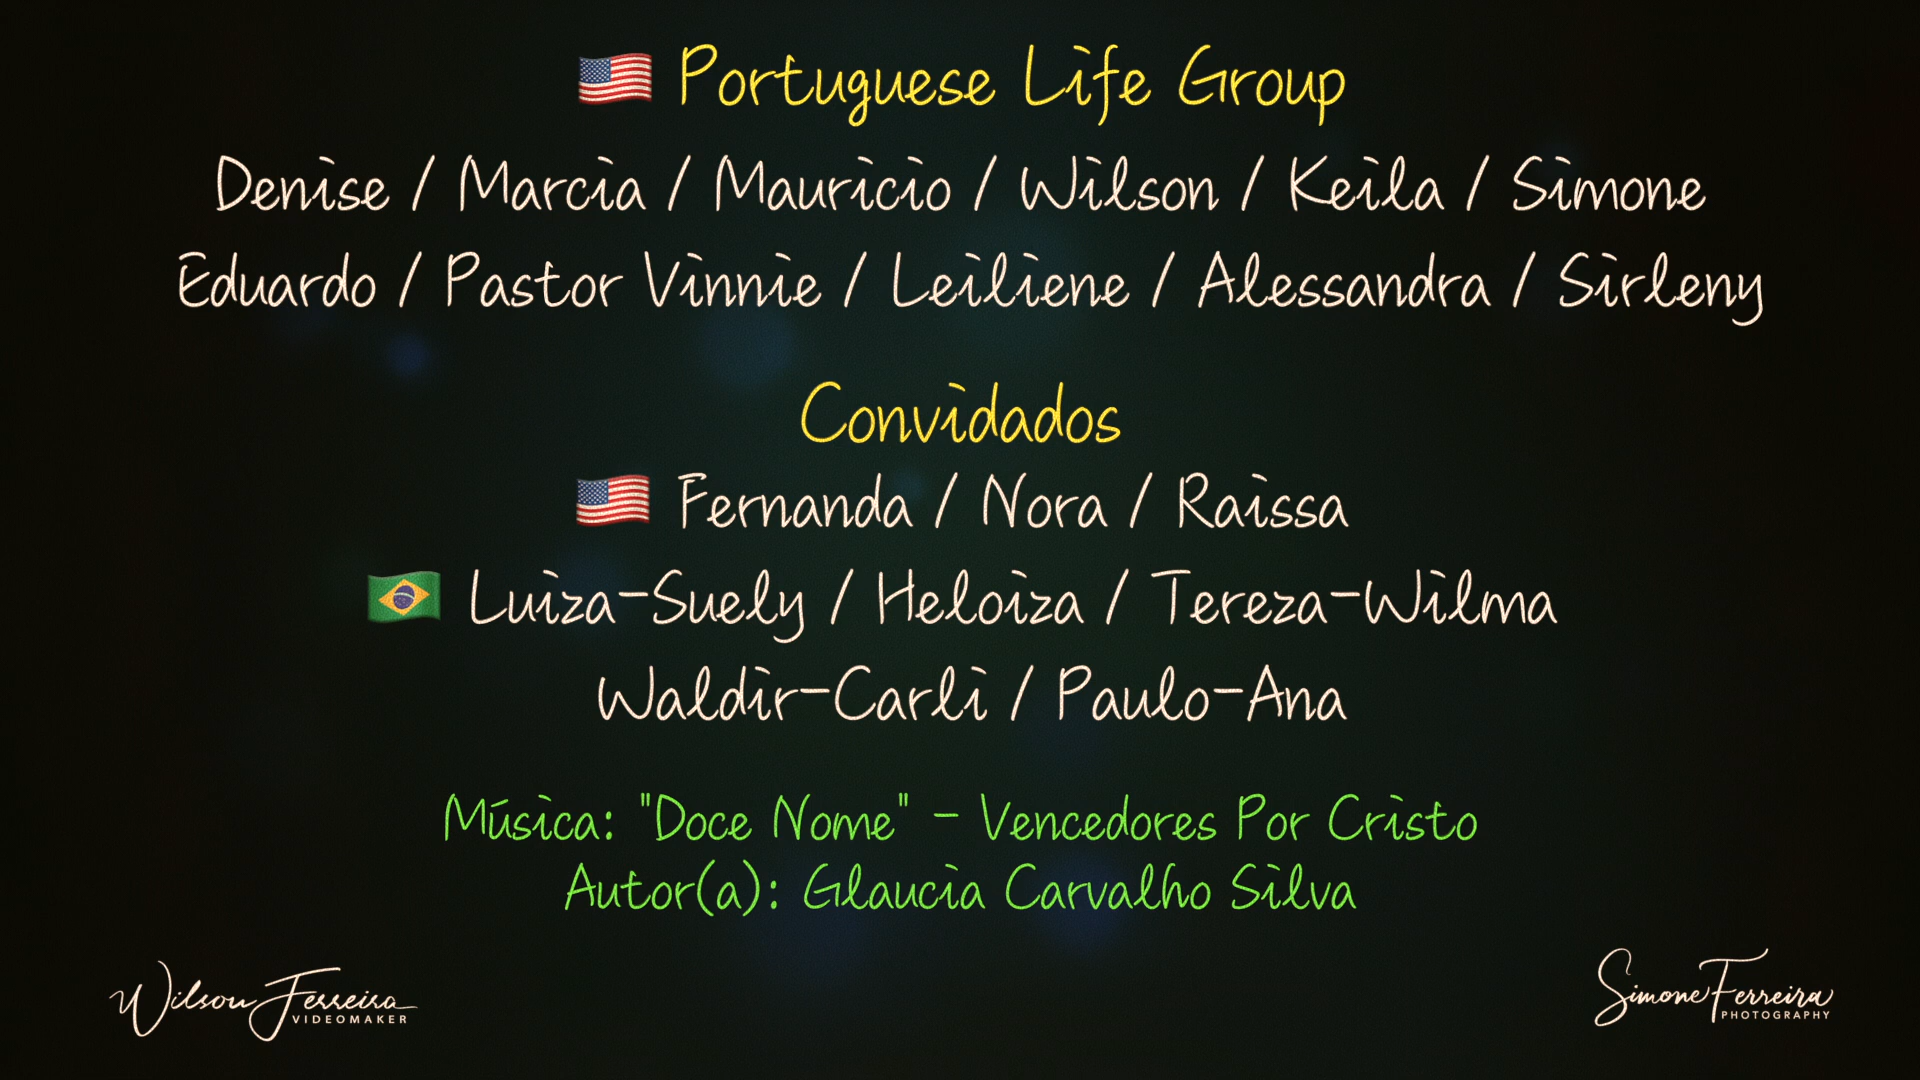 🇺🇸 Portuguese Life Group
Denise / Marcia / Mauricio / Wilson / Keila / Simone
Eduardo / Pastor Vinnie / Leiliene / Alessandra / Sirleny
Convidados
🇺🇸 Fernanda / Nora / Raissa
🇧🇷 Luiza-Suely / Heloiza / Tereza-Wilma
Waldir-Carli / Paulo-Ana
Música: "Doce Nome" - Vencedores Por Cristo
Autor(a): Glaucia Carvalho Silva
Wilson Ferreira
VIDEOMAKER
Simone Ferreira
PHOTOGRAPHY